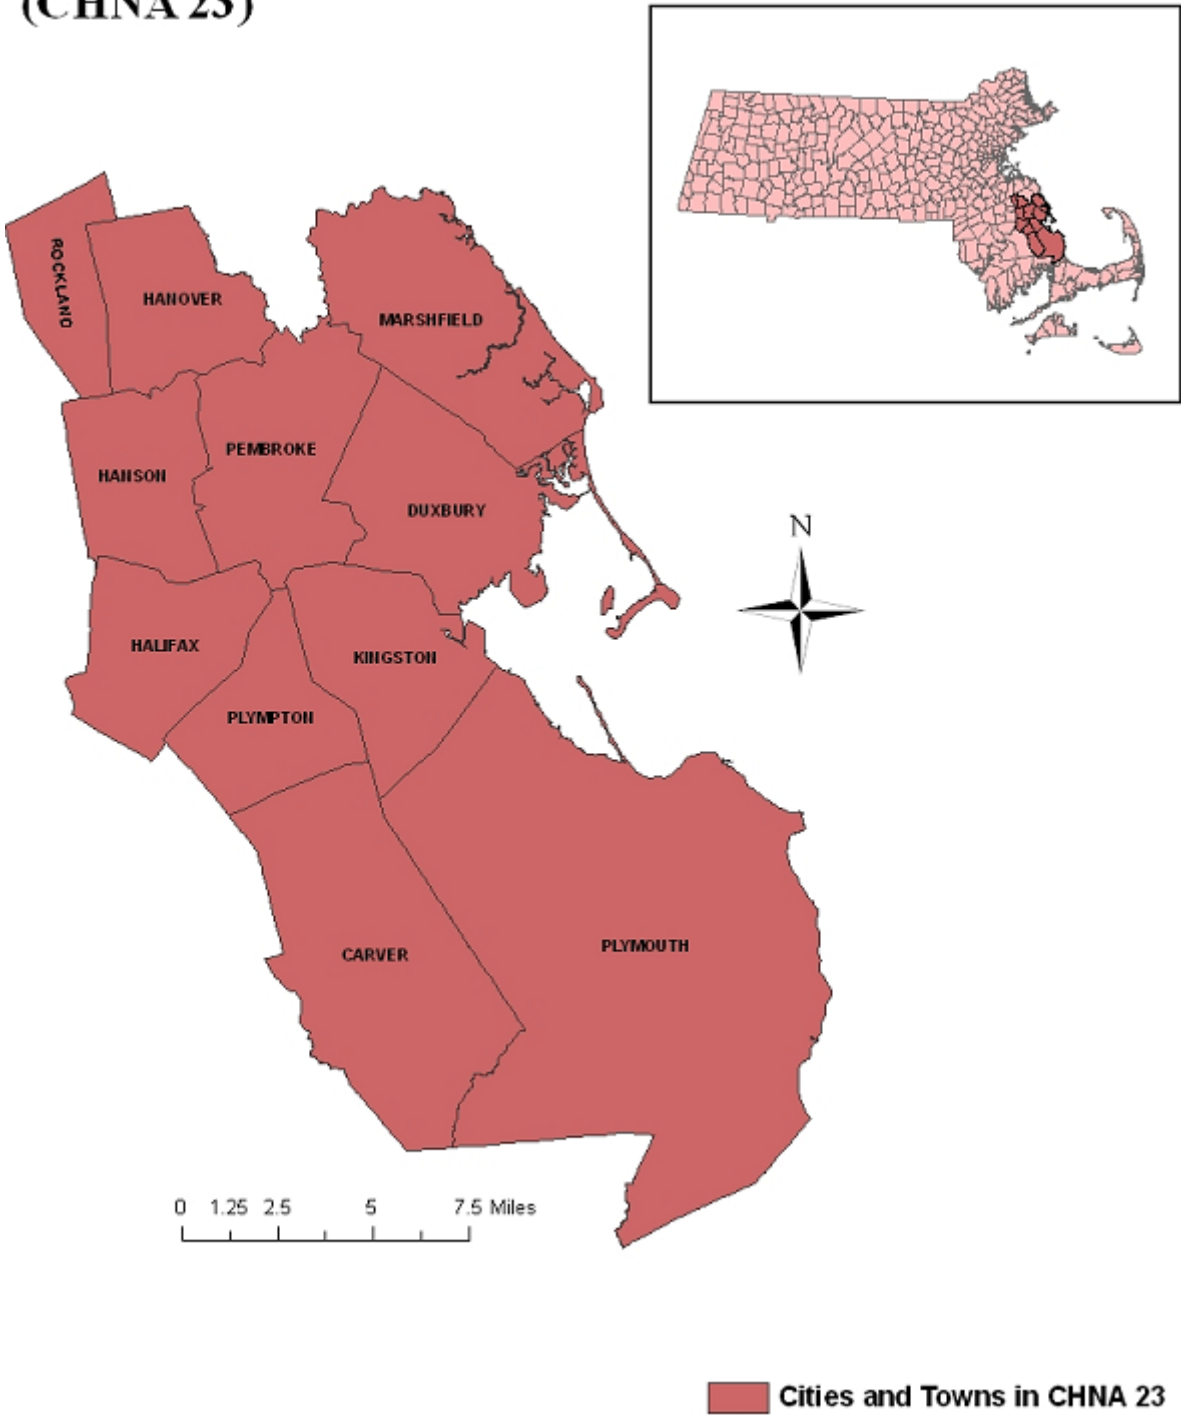 (CHNA 23)
ROCKLAND
HANOVER
MARSHFIELD
PEMBROKE
HANSON
DUXBURY
N
HALIFAX
KINGSTON
PLYMPTON
PLYMOUTH
CARVER
0 1.25 2.5 5 7.5 Miles
Cities and Towns in CHNA 23